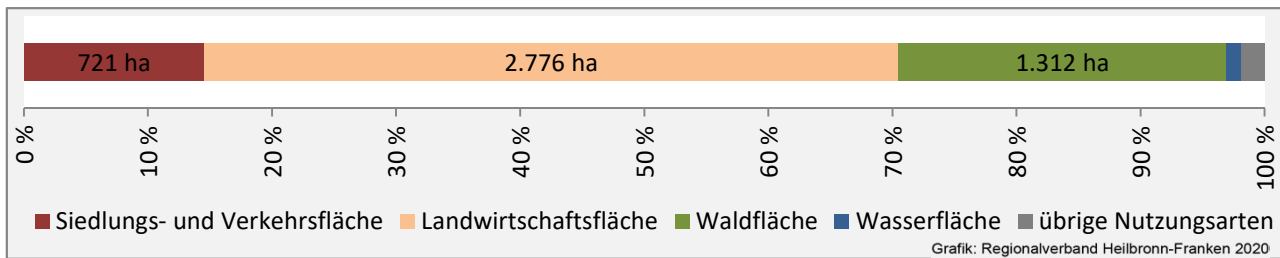 721 ha 2.776 ha 1.312 ha
0 % 10 % 20 % 30 % 40 % 50 % 60 % 70 % 80 % 90 % 100 %
Siedlungs- und Verkehrsfläche Landwirtschaftsfläche Waldfläche Wasserfläche übrige Nutzungsarten
Grafik: Regionalverband Heilbronn-Franken 2020